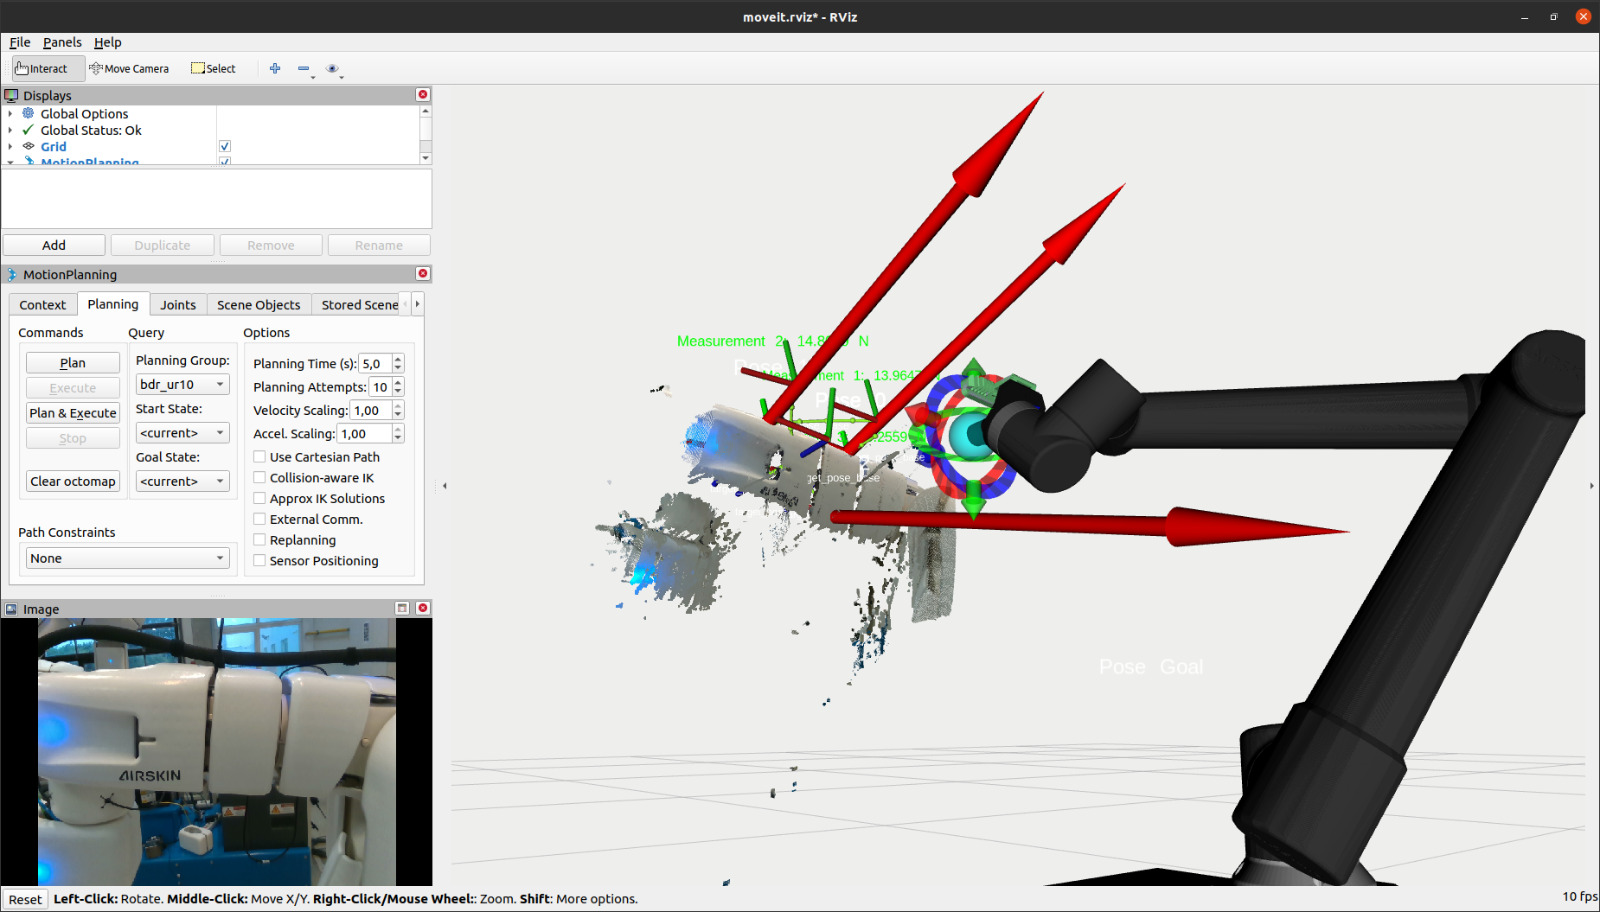 moveit.rviz* - RViz
File Panels Help
Interact Move Camera Select
Displays
Global Options
Global Status: Ok
Grid
MotionPlanning
Add Duplicate Remove Rename
MotionPlanning
Context Planning Joints Scene Objects Stored Scene
Commands Query Options
Plan
Execute
Plan & Execute
Stop
Clear octomap
Planning Group:
bdr_ur10
Start State:
<current>
Goal State:
<current>
Planning Time (s): 5,0
Planning Attempts: 10
Velocity Scaling: 1,00
Accel. Scaling: 1,00
Use Cartesian Path
Collision-aware IK
Approx IK Solutions
External Comm.
Replanning
Sensor Positioning
Path Constraints
None
Image
AIRSKIN
Measurement 2: 14.8 N
1: 13.964
Pose
2559
get_pose_base
Pose Goal
Reset Left-Click: Rotate. Middle-Click: Move X/Y. Right-Click/Mouse Wheel:: Zoom. Shift: More options.
10 fps